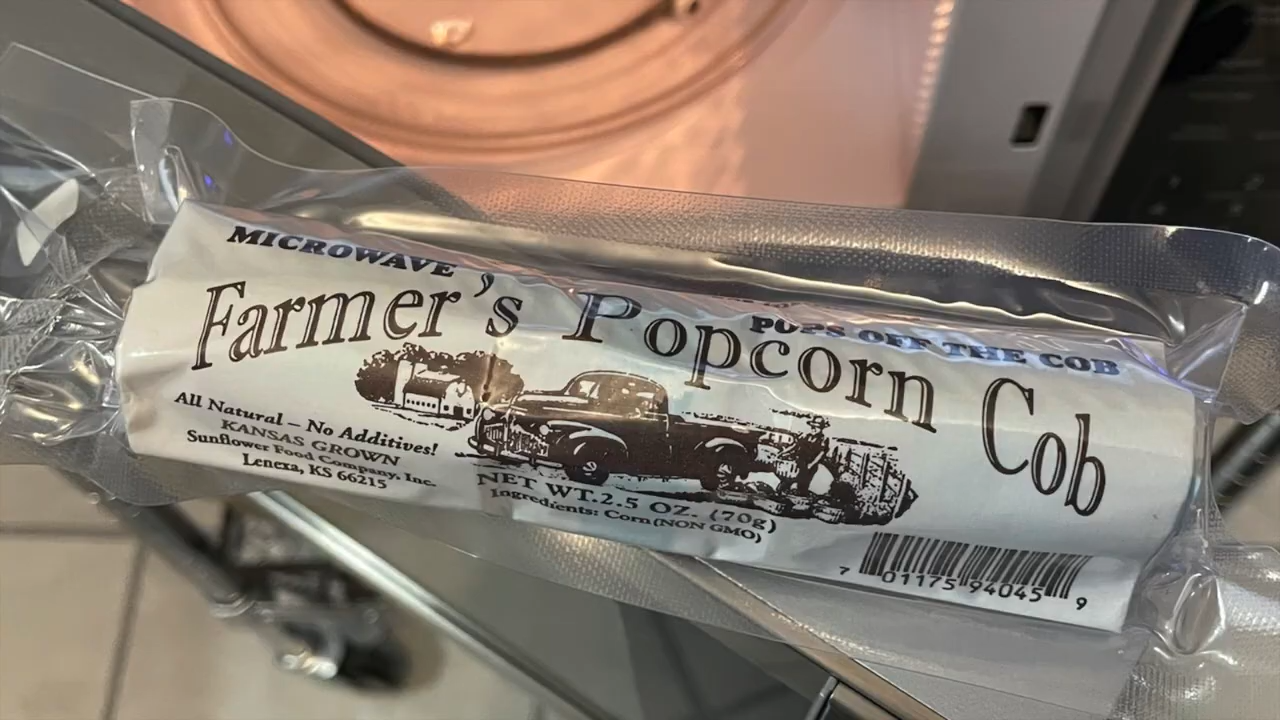 MICROWAVE
POPS OFF THE COB
Farmer's Popcorn Cob
All Natural – No Additives!
KANSAS GROWN
Sunflower Food Company, Inc.
Lenexa, KS 66215
NET WT.2.5 OZ. (70g)
Ingredients: Corn(NON GMO)
7 01175 94045 9